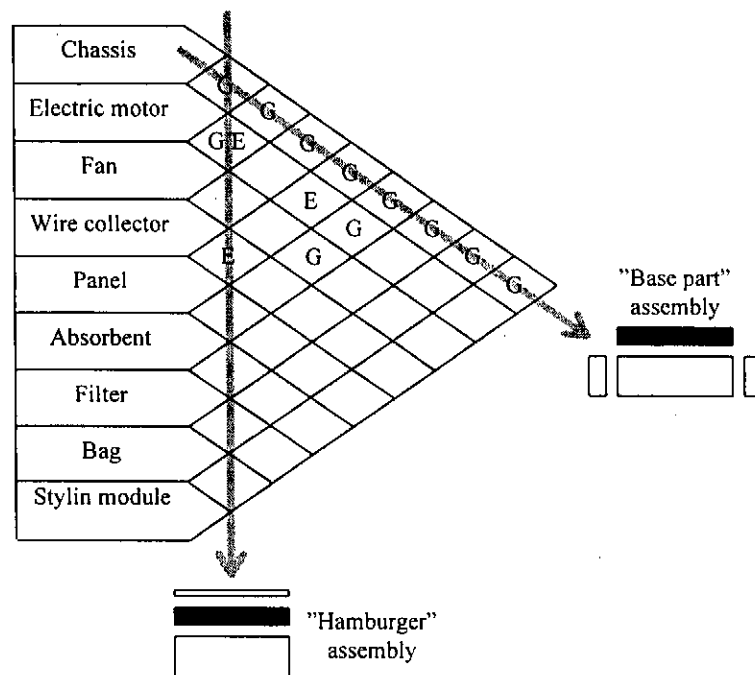 Chassis
G
Electric motor
G
G E
G
Fan
G
E
G
Wire collector
G
G
E
G
G
Panel
G
"Base part"
assembly
Absorbent
Filter
Bag
Stylin module
"Hamburger"
assembly